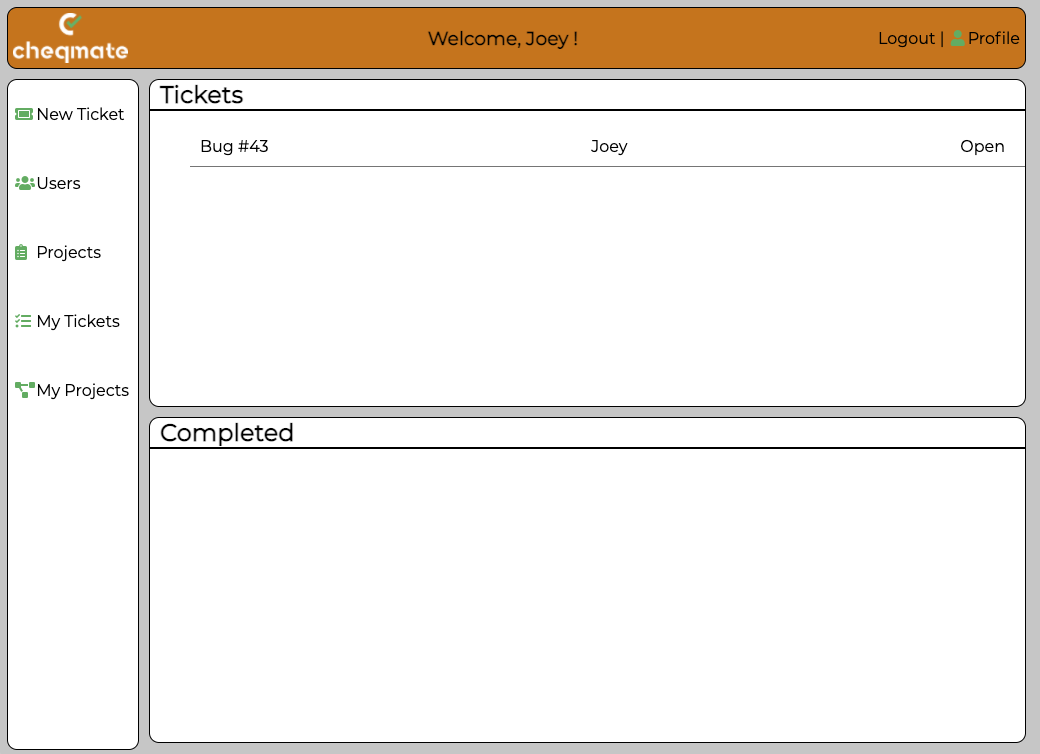 cheqmate
Welcome, Joey !
Logout | Profile
New Ticket
Users
Projects
My Tickets
My Projects
Tickets
Bug #43 Joey Open
Completed